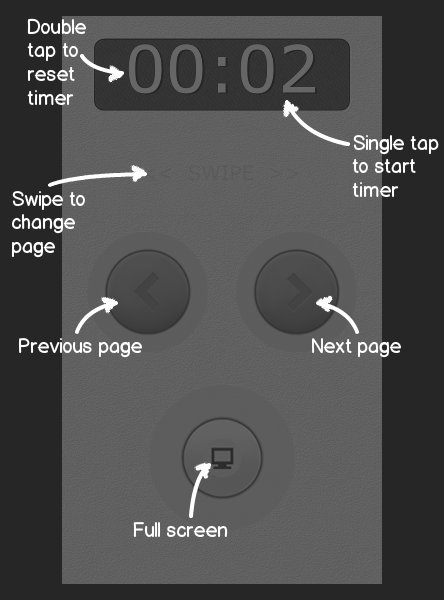 Double
tap to
reset
timer
00:02
Single tap
to start
timer
< SWIPE >
Swipe to
change
page
Previous page
Next page
Full screen